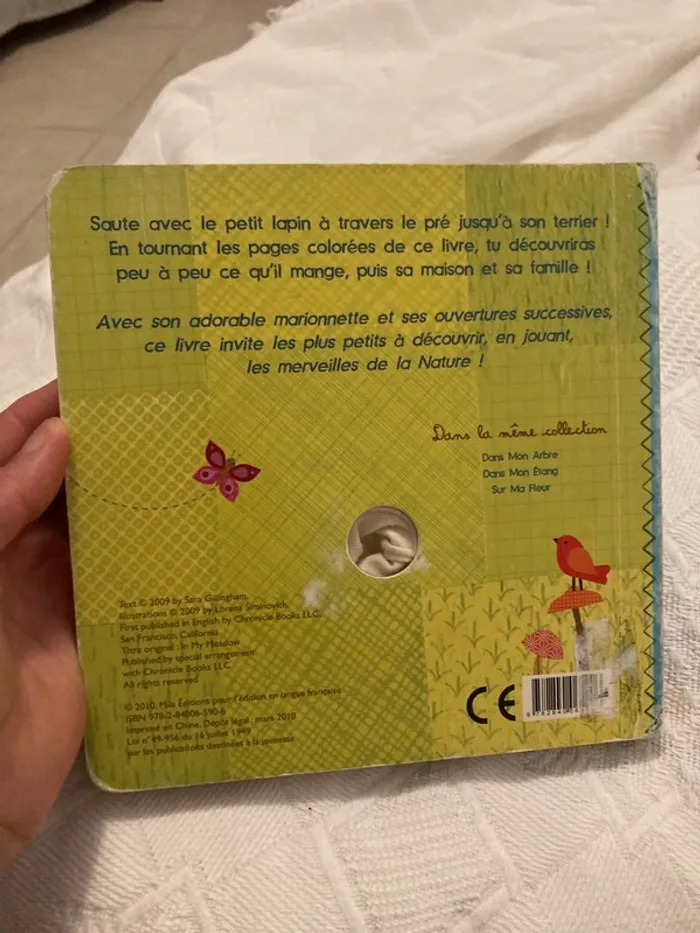 Saute avec le petit lapin à travers le pré jusqu'à son terrier !
En tournant les pages colorées de ce livre, tu découvriras
peu à peu ce qu'il mange, puis sa maison et sa famille !
Avec son adorable marionnette et ses ouvertures successives,
ce livre invite les plus petits à découvrir, en jouant,
les merveilles de la Nature !
Dans la même collection
Dans Mon Arbre
Dans Mon Étang
Sur Ma Fleur
Text © 2009 by Sara Gillingham.
Illustrations © 2009 by Lorena Siminovich.
First published in English by Chronicle Books LLC.
San Francisco, California
Titre original : In My Meadow
Published by special arrangement
with Chronicle Books LLC
All rights reserved
© 2010, Mila Éditions pour l'édition en langue française
ISBN 978-2-84006-590-6
Imprimé en Chine. Dépôt légal : mars 2010
Loi n° 49-956 du 16 juillet 1949
sur les publications destinées à la jeunesse
CE